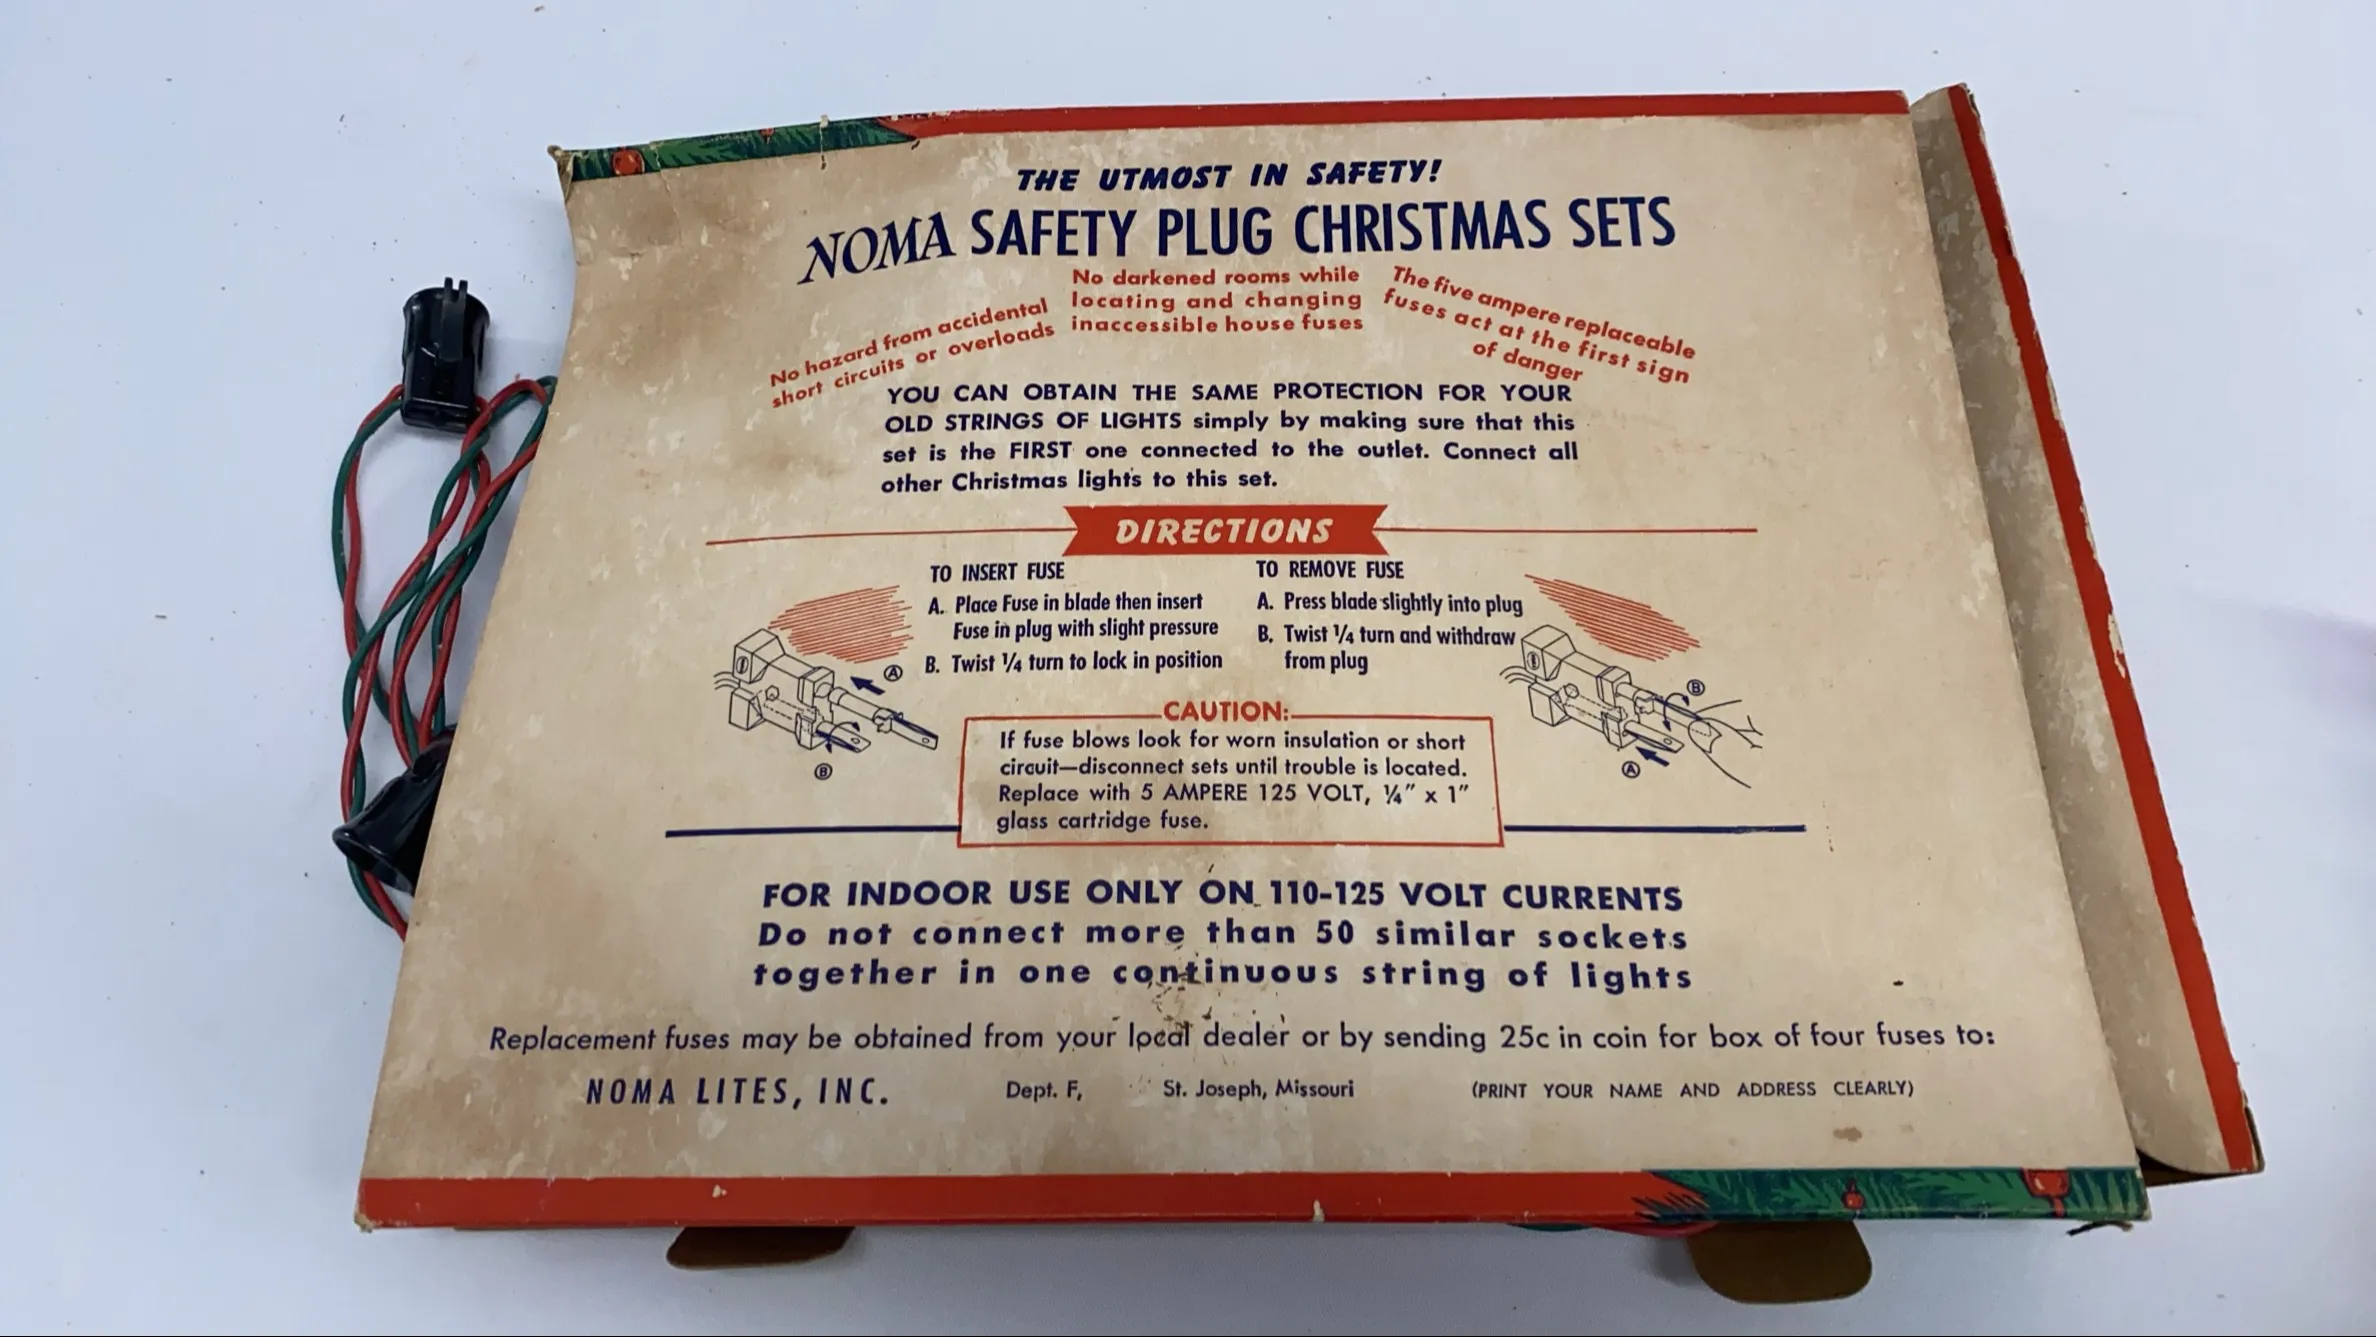 THE UTMOST IN SAFETY!
NOMA SAFETY PLUG CHRISTMAS SETS
No hazard from accidental
short circuits or overloads
No darkened rooms while
locating and changing
inaccessible house fuses
The five ampere replaceable
fuses act at the first sign
of danger
YOU CAN OBTAIN THE SAME PROTECTION FOR YOUR
OLD STRINGS OF LIGHTS simply by making sure that this
set is the FIRST one connected to the outlet. Connect all
other Christmas lights to this set.
DIRECTIONS
TO INSERT FUSE
A. Place Fuse in blade then insert
Fuse in plug with slight pressure
B. Twist 1/4 turn to lock in position
A
B
TO REMOVE FUSE
A. Press blade slightly into plug
B. Twist 1/4 turn and withdraw
from plug
B
A
CAUTION:
If fuse blows look for worn insulation or short
circuit—disconnect sets until trouble is located.
Replace with 5 AMPERE 125 VOLT, 1/4" x 1"
glass cartridge fuse.
FOR INDOOR USE ONLY ON 110-125 VOLT CURRENTS
Do not connect more than 50 similar sockets
together in one continuous string of lights
Replacement fuses may be obtained from your local dealer or by sending 25c in coin for box of four fuses to:
NOMA LITES, INC. Dept. F, St. Joseph, Missouri (PRINT YOUR NAME AND ADDRESS CLEARLY)